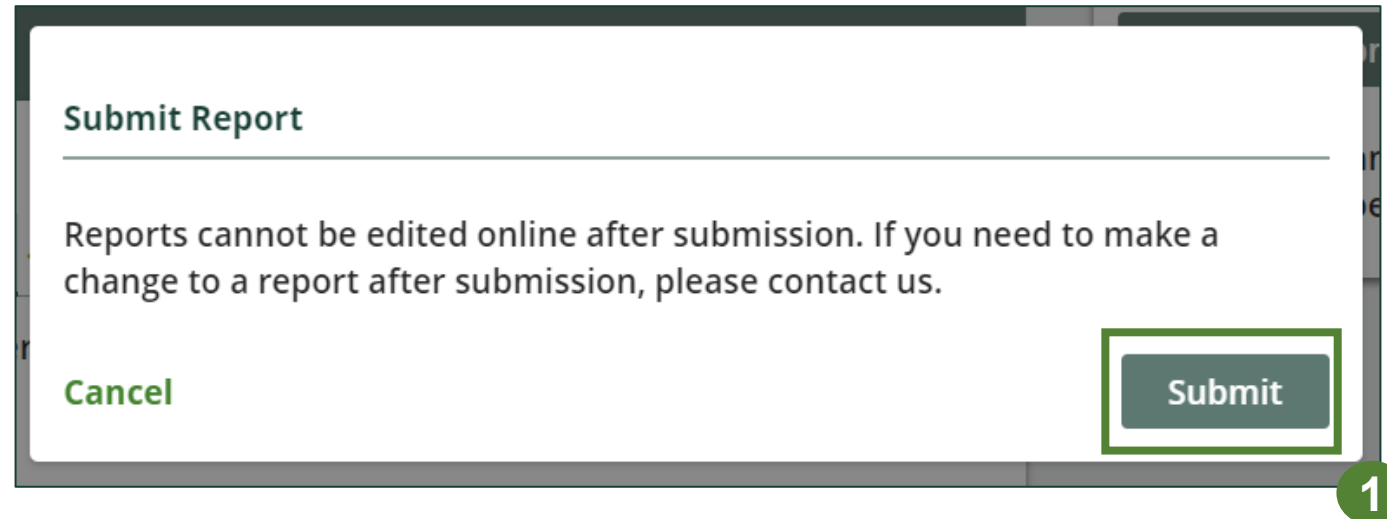 Submit Report
Reports cannot be edited online after submission. If you need to make a
change to a report after submission, please contact us.
Cancel
Submit
1